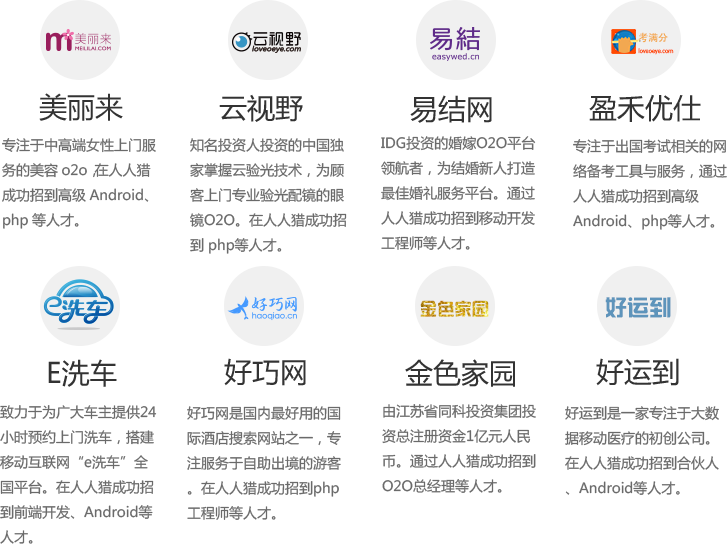 美丽来
MEILILAI.COM
美丽来
专注于中高端女性上门服
务的美容 o2o ,在人人猎
成功招到高级 Android、
php 等人才。
云视野
loveoeye.com
云视野
知名投资人投资的中国独
家掌握云验光技术，为顾
客上门专业验光配镜的眼
镜O2O。在人人猎成功招
到 php等人才。
易結
easywed.cn
易结网
IDG投资的婚嫁O2O平台
领航者，为结婚新人打造
最佳婚礼服务平台。通过
人人猎成功招到移动开发
工程师等人才。
考满分
loveoeye.com
盈禾优仕
专注于出国考试相关的网
络备考工具与服务，通过
人人猎成功招到高级
Android、php等人才。
e洗车
E洗车
致力于为广大车主提供24
小时预约上门洗车，搭建
移动互联网“e洗车”全
国平台。在人人猎成功招
到前端开发、Android等
人才。
好巧网
haoqiao.cn
好巧网
好巧网是国内最好用的国
际酒店搜索网站之一，专
注服务于自助出境的游客
。在人人猎成功招到php
工程师等人才。
金色家园
金色家园
由江苏省同科投资集团投
资总注册资金1亿元人民
币。通过人人猎成功招到
O2O总经理等人才。
好运到
好运到
好运到是一家专注于大数
据移动医疗的初创公司。
在人人猎成功招到合伙人
、Android等人才。